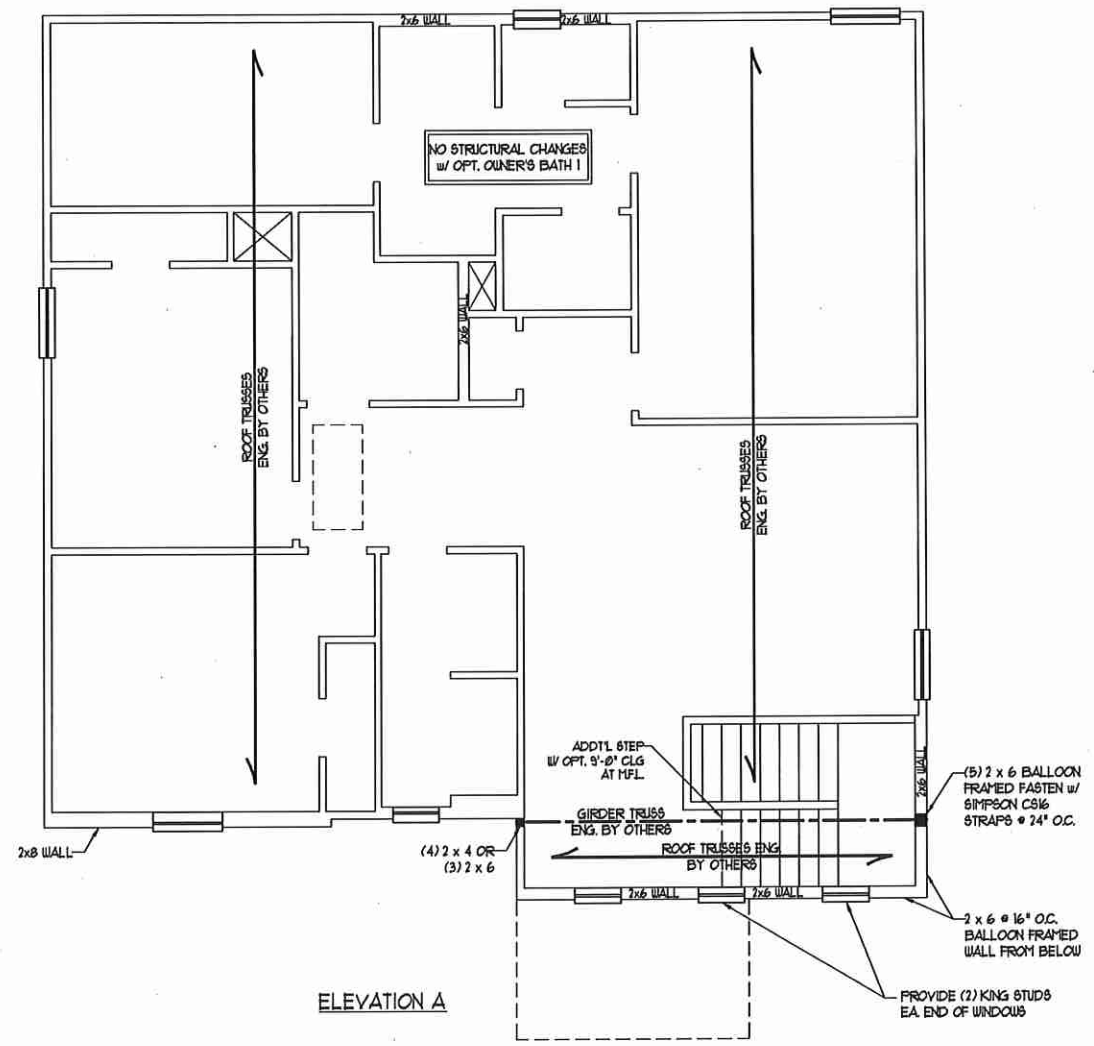 2x6 WALL
2x6 WALL
NO STRUCTURAL CHANGES
w/ OPT. OWNER'S BATH 1
2x6 WALL
ROOF TRUSSES
ENG. BY OTHERS
ROOF TRUSSES
ENG. BY OTHERS
ADDT'L STEP
W/ OPT. 9'-0" CLG
AT M.F.L.
2x6 WALL
(5) 2 x 6 BALLOON
FRAMED FASTEN w/
SIMPSON CS16
STRAPS @ 24" O.C.
GIRDER TRUSS
ENG. BY OTHERS
ROOF TRUSSES ENG.
BY OTHERS
2x8 WALL
(4) 2 x 4 OR
(3) 2 x 6
2x6 WALL
2x6 WALL
2 x 6 @ 16" O.C.
BALLOON FRAMED
WALL FROM BELOW
ELEVATION A
PROVIDE (2) KING STUDS
EA. END OF WINDOWS